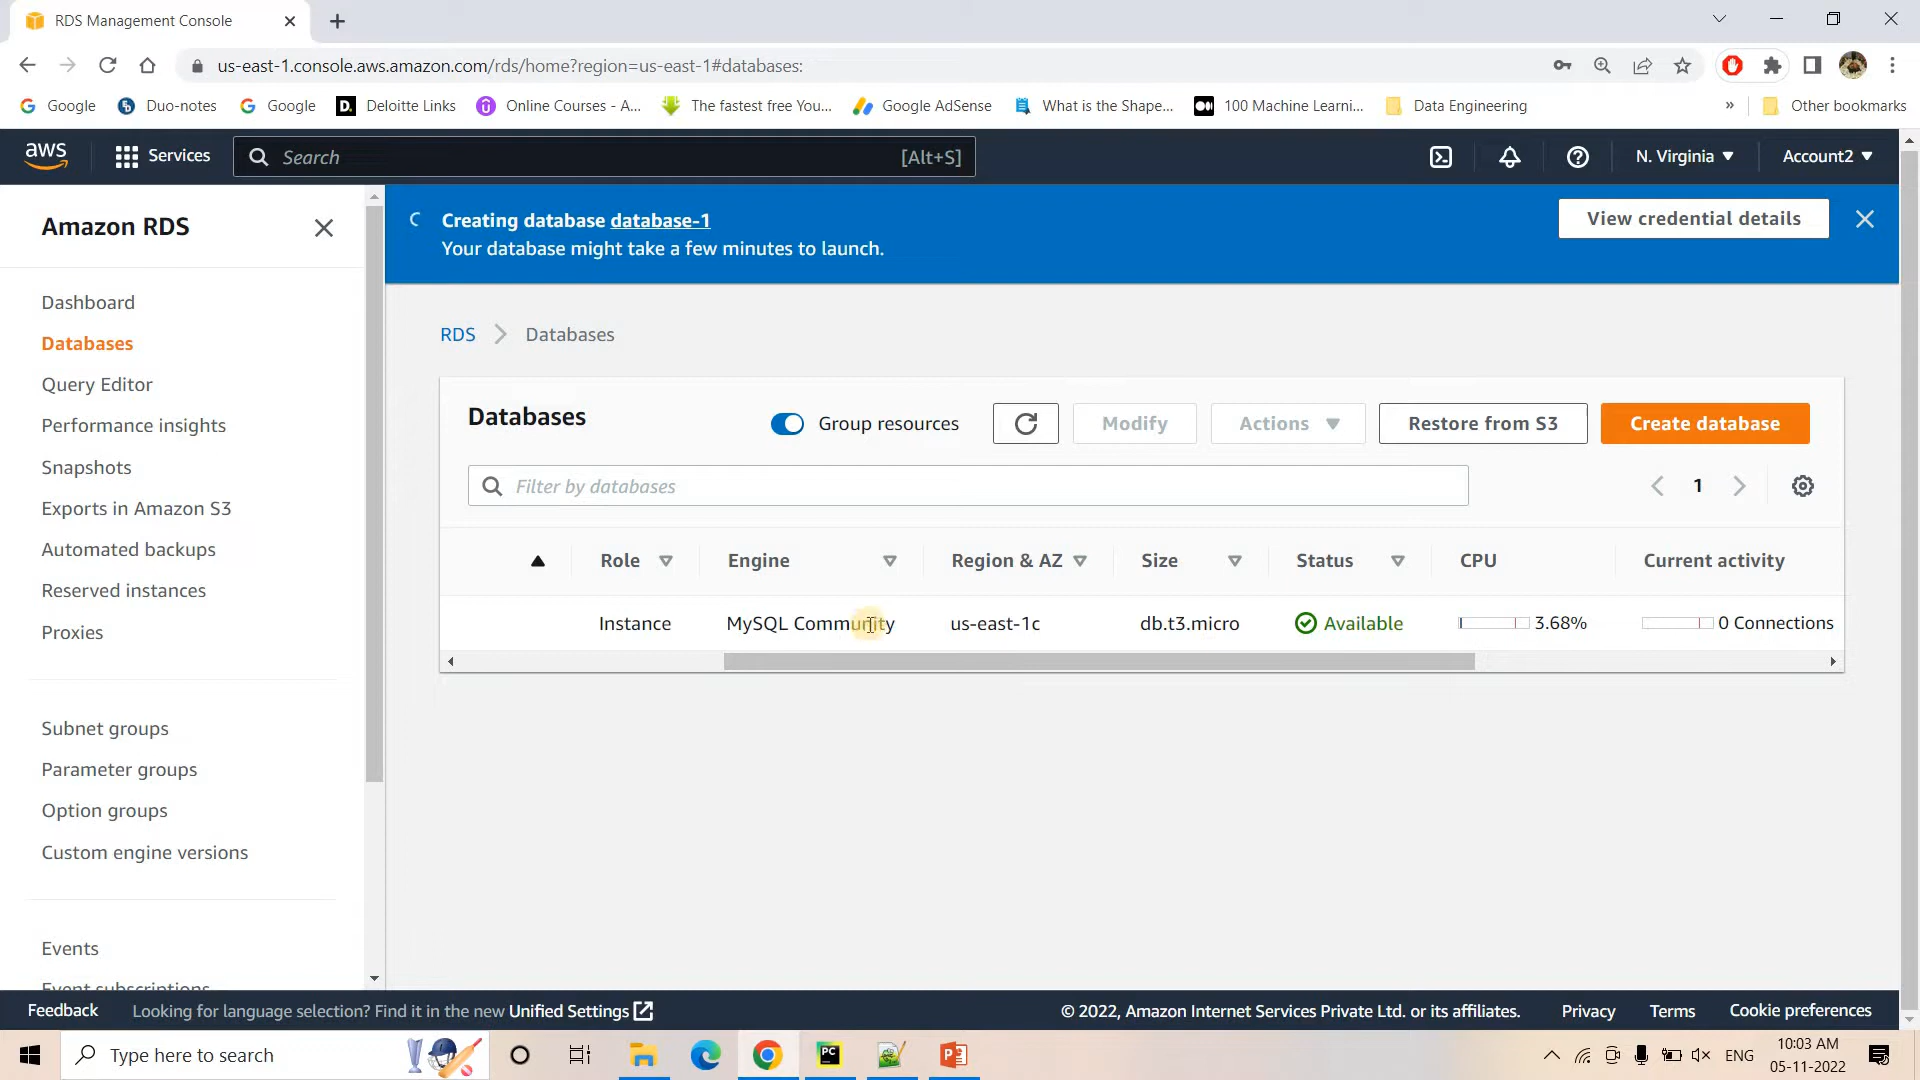 RDS Management Console
us-east-1.console.aws.amazon.com/rds/home?region=us-east-1#databases:
Google Duo-notes Google Deloitte Links Online Courses - A... The fastest free You... Google AdSense What is the Shape... 100 Machine Learni... Data Engineering » Other bookmarks
aws Services Search [Alt+S] N. Virginia Account2
Amazon RDS
Dashboard
Databases
Query Editor
Performance insights
Snapshots
Exports in Amazon S3
Automated backups
Reserved instances
Proxies
Subnet groups
Parameter groups
Option groups
Custom engine versions
Events
Event subscriptions
Creating database database-1
Your database might take a few minutes to launch.
View credential details
RDS Databases
Databases Group resources Modify Actions Restore from S3 Create database
Filter by databases 1
Role Engine Region & AZ Size Status CPU Current activity
Instance MySQL Community us-east-1c db.t3.micro Available 3.68% 0 Connections
Feedback Looking for language selection? Find it in the new Unified Settings © 2022, Amazon Internet Services Private Ltd. or its affiliates. Privacy Terms Cookie preferences
Type here to search PC ENG 10:03 AM
05-11-2022